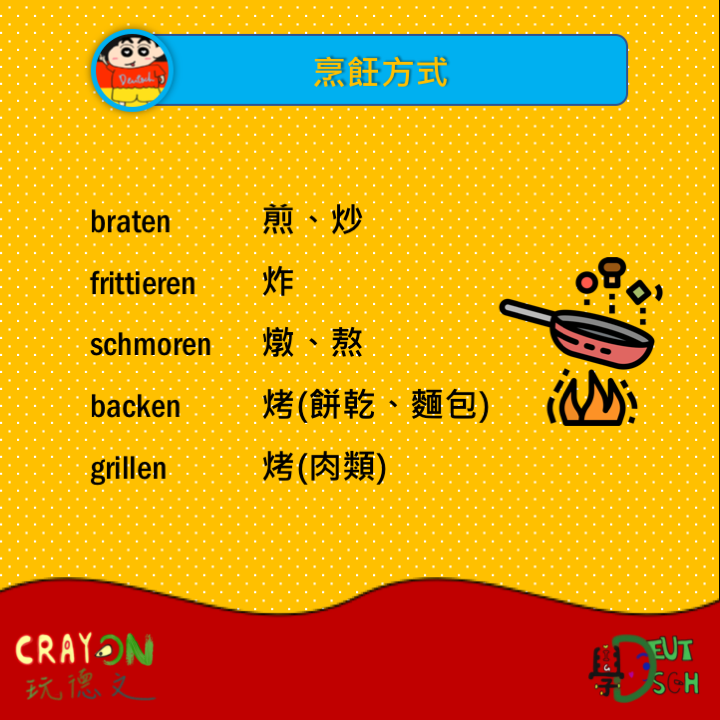 烹飪方式
Deutsch
braten 煎、炒
frittieren 炸
schmoren 燉、熬
backen 烤(餅乾、麵包)
grillen 烤(肉類)
CRAYON
玩德文
學 DEUTSCH